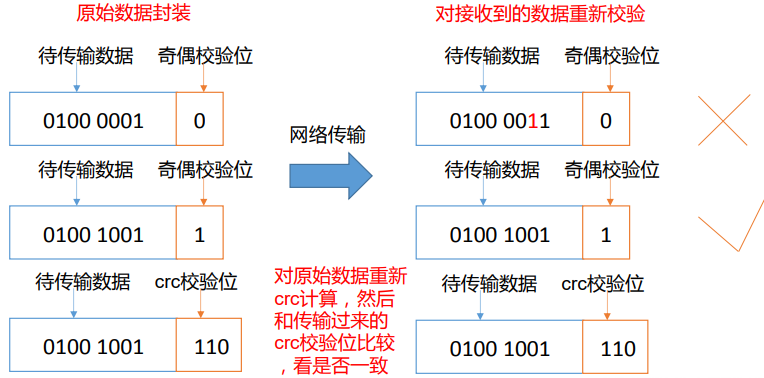 原始数据封装
对接收到的数据重新校验
待传输数据 奇偶校验位
待传输数据 奇偶校验位
0100 0001 0
网络传输
0100 0011 0
待传输数据 奇偶校验位
待传输数据 奇偶校验位
0100 1001 1
0100 1001 1
待传输数据 crc校验位
对原始数据重新
crc计算，然后
和传输过来的
crc校验位比较
，看是否一致
待传输数据 crc校验位
0100 1001 110
0100 1001 110